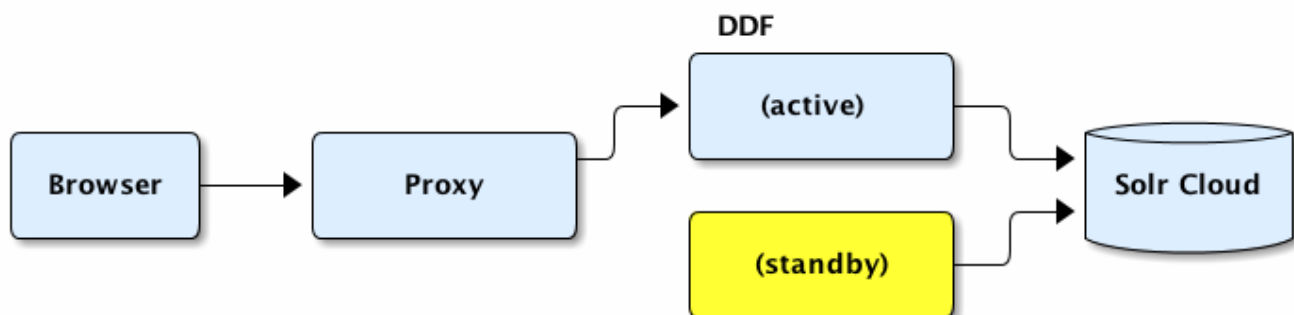 DDF
(active)
Browser
Proxy
Solr Cloud
(standby)